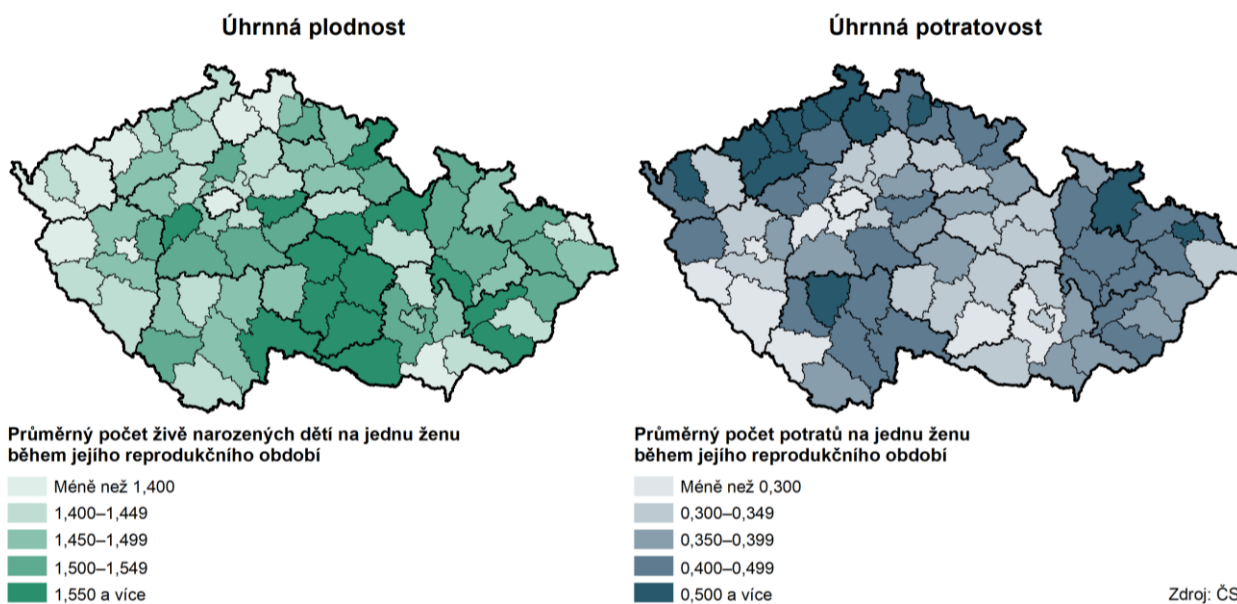 Úhrnná plodnost
Průměrný počet živě narozených dětí na jednu ženu
během jejího reprodukčního období
Méně než 1,400
1,400–1,449
1,450–1,499
1,500–1,549
1,550 a více
Úhrnná potratovost
Průměrný počet potratů na jednu ženu
během jejího reprodukčního období
Méně než 0,300
0,300–0,349
0,350–0,399
0,400–0,499
0,500 a více
Zdroj: ČS